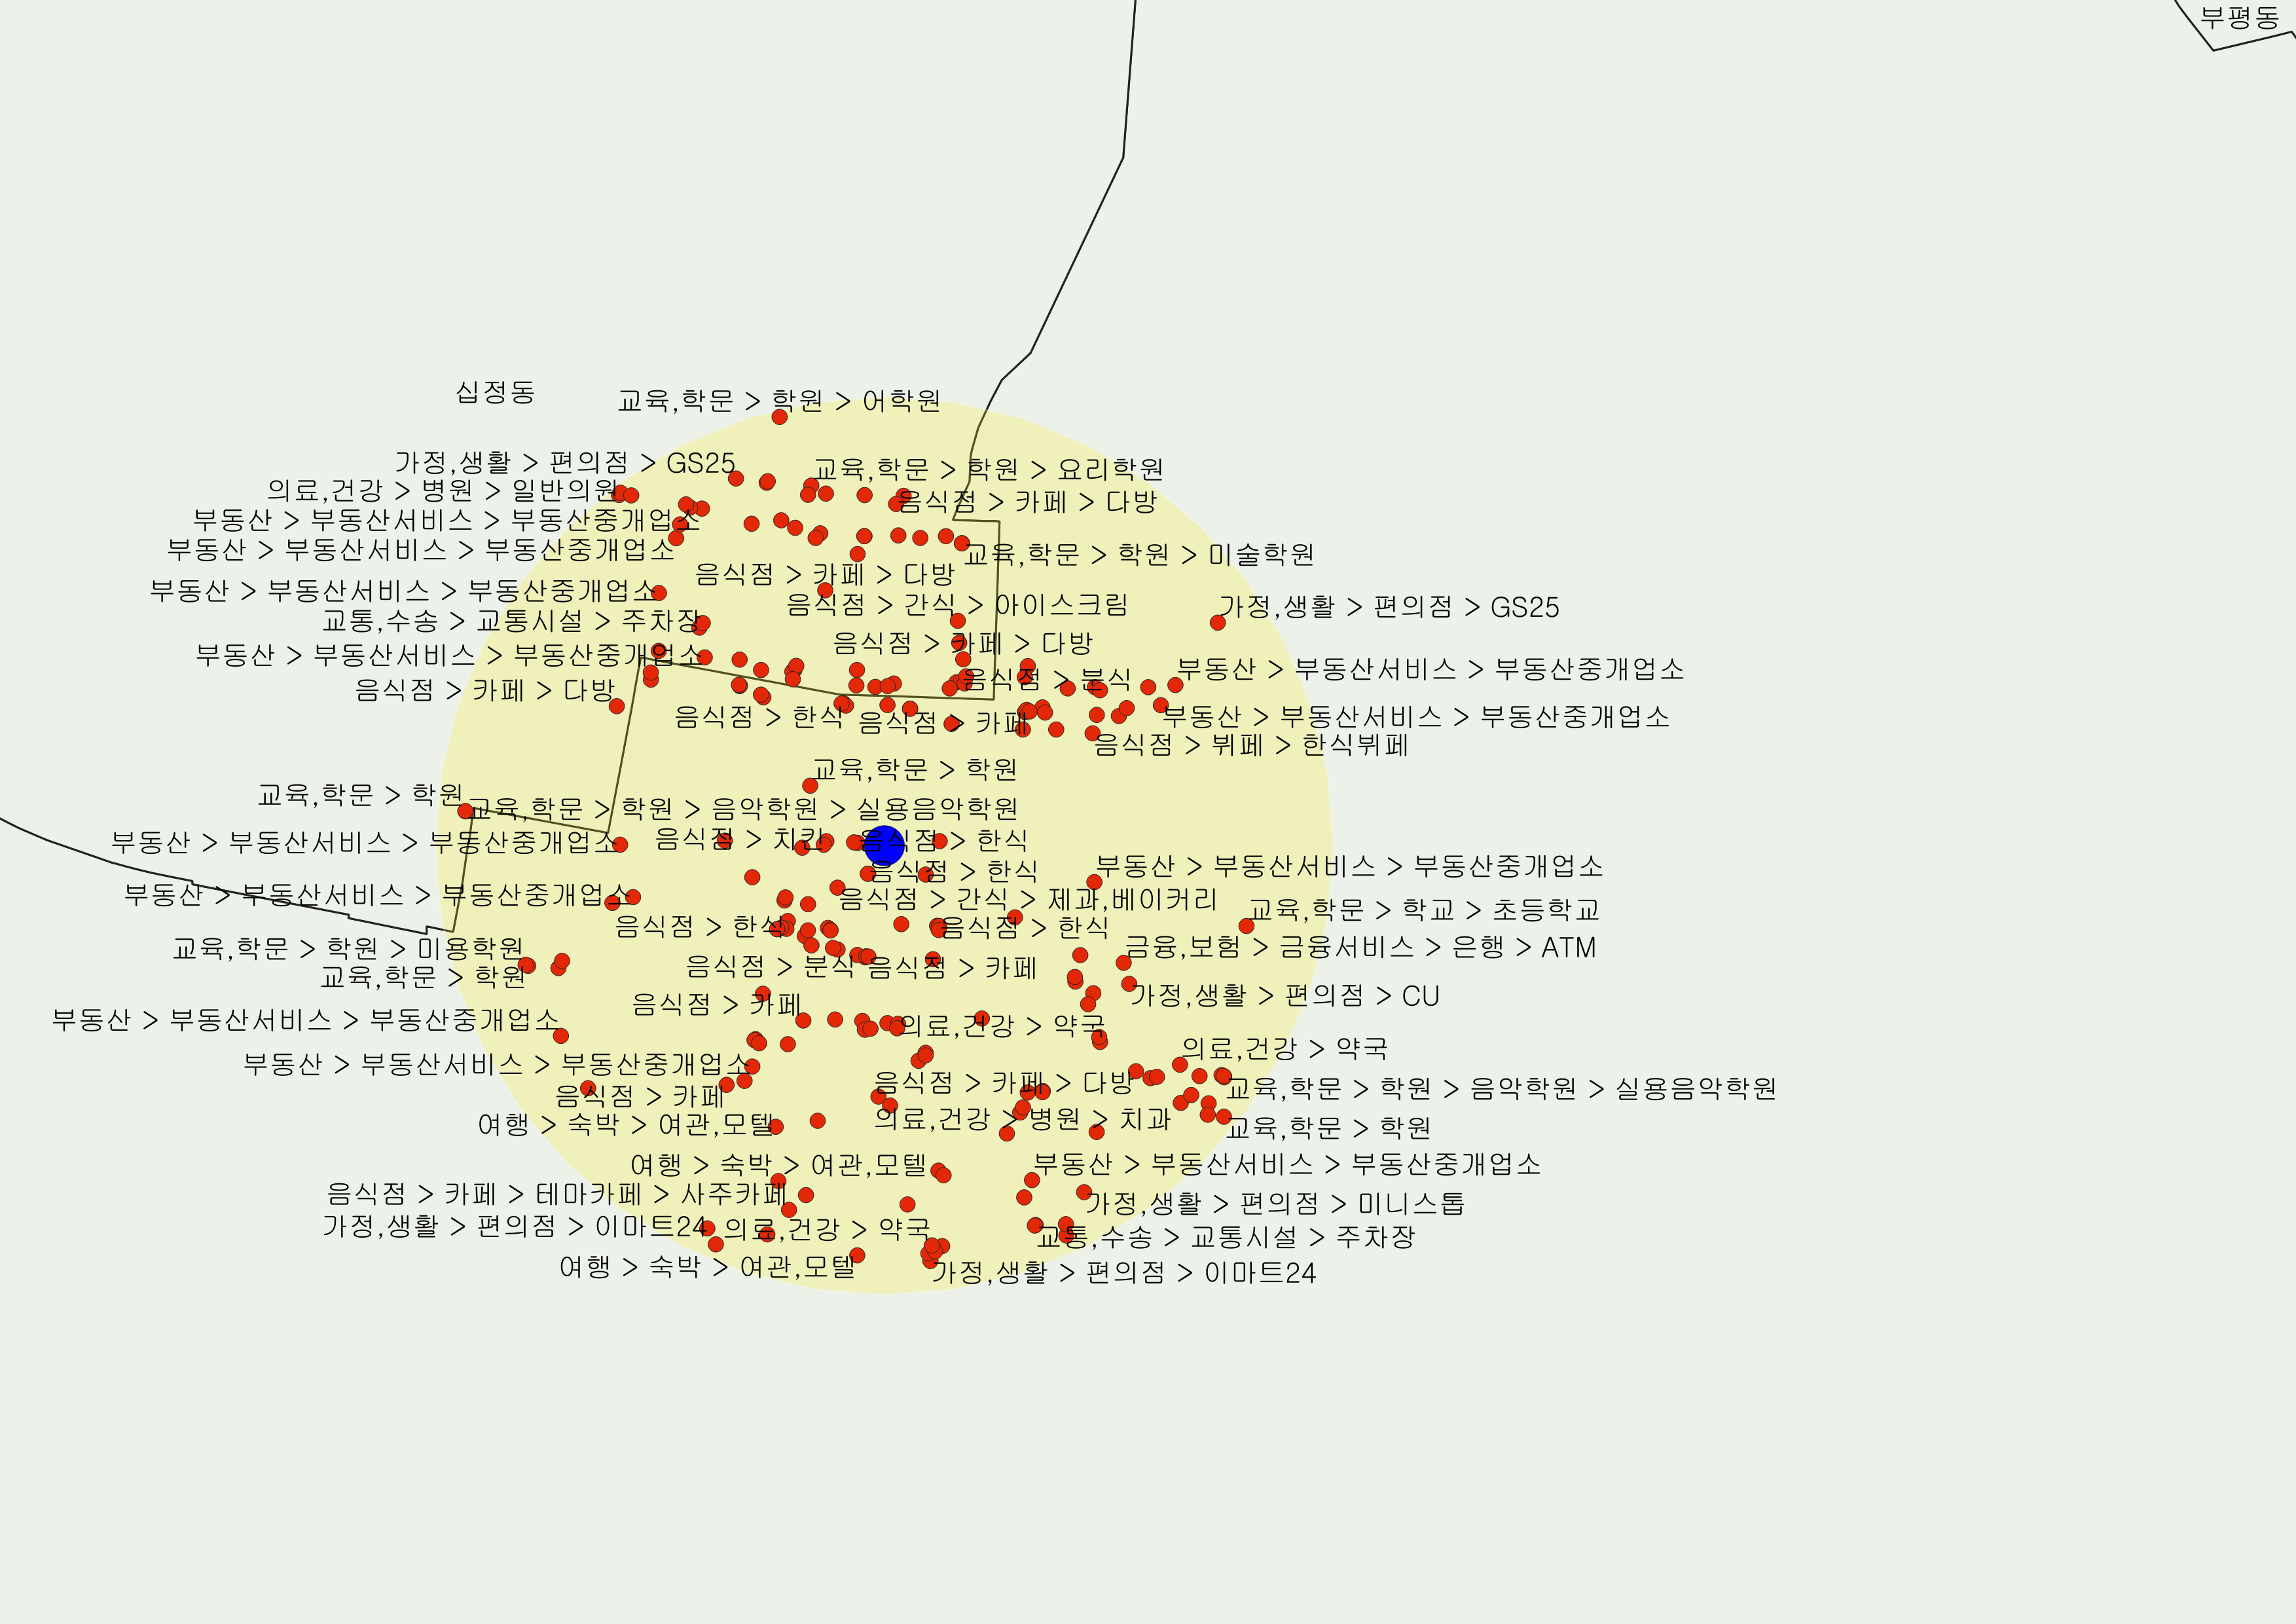 부평동
십정동
교육,학문 > 학원 > 어학원
가정,생활 > 편의점 > GS25
교육,학문 > 학원 > 요리학원
의료,건강 > 병원 > 일반의원
음식점 > 카페 > 다방
부동산 > 부동산서비스 > 부동산중개업소
부동산 > 부동산서비스 > 부동산중개업소
교육,학문 > 학원 > 미술학원
음식점 > 카페 > 다방
부동산 > 부동산서비스 > 부동산중개업소
음식점 > 간식 > 아이스크림
가정,생활 > 편의점 > GS25
교통,수송 > 교통시설 > 주차장
음식점 > 카페 > 다방
부동산 > 부동산서비스 > 부동산중개업소
부동산 > 부동산서비스 > 부동산중개업소
음식점 > 분식
음식점 > 카페 > 다방
음식점 > 한식
음식점 > 카페
부동산 > 부동산서비스 > 부동산중개업소
음식점 > 뷔페 > 한식뷔페
교육,학문 > 학원
교육,학문 > 학원
교육,학문 > 학원 > 음악학원 > 실용음악학원
부동산 > 부동산서비스 > 부동산중개업소
음식점 > 치킨
음식점 > 한식
음식점 > 한식
부동산 > 부동산서비스 > 부동산중개업소
부동산 > 부동산서비스 > 부동산중개업소
음식점 > 간식 > 제과,베이커리
교육,학문 > 학교 > 초등학교
음식점 > 한식
음식점 > 한식
교육,학문 > 학원 > 미용학원
금융,보험 > 금융서비스 > 은행 > ATM
음식점 > 분식
음식점 > 카페
교육,학문 > 학원
가정,생활 > 편의점 > CU
음식점 > 카페
부동산 > 부동산서비스 > 부동산중개업소
의료,건강 > 약국
의료,건강 > 약국
부동산 > 부동산서비스 > 부동산중개업소
음식점 > 카페 > 다방
교육,학문 > 학원 > 음악학원 > 실용음악학원
음식점 > 카페
여행 > 숙박 > 여관,모텔
의료,건강 > 병원 > 치과
교육,학문 > 학원
여행 > 숙박 > 여관,모텔
부동산 > 부동산서비스 > 부동산중개업소
음식점 > 카페 > 테마카페 > 사주카페
가정,생활 > 편의점 > 미니스톱
가정,생활 > 편의점 > 이마트24
의료,건강 > 약국
교통,수송 > 교통시설 > 주차장
여행 > 숙박 > 여관,모텔
가정,생활 > 편의점 > 이마트24